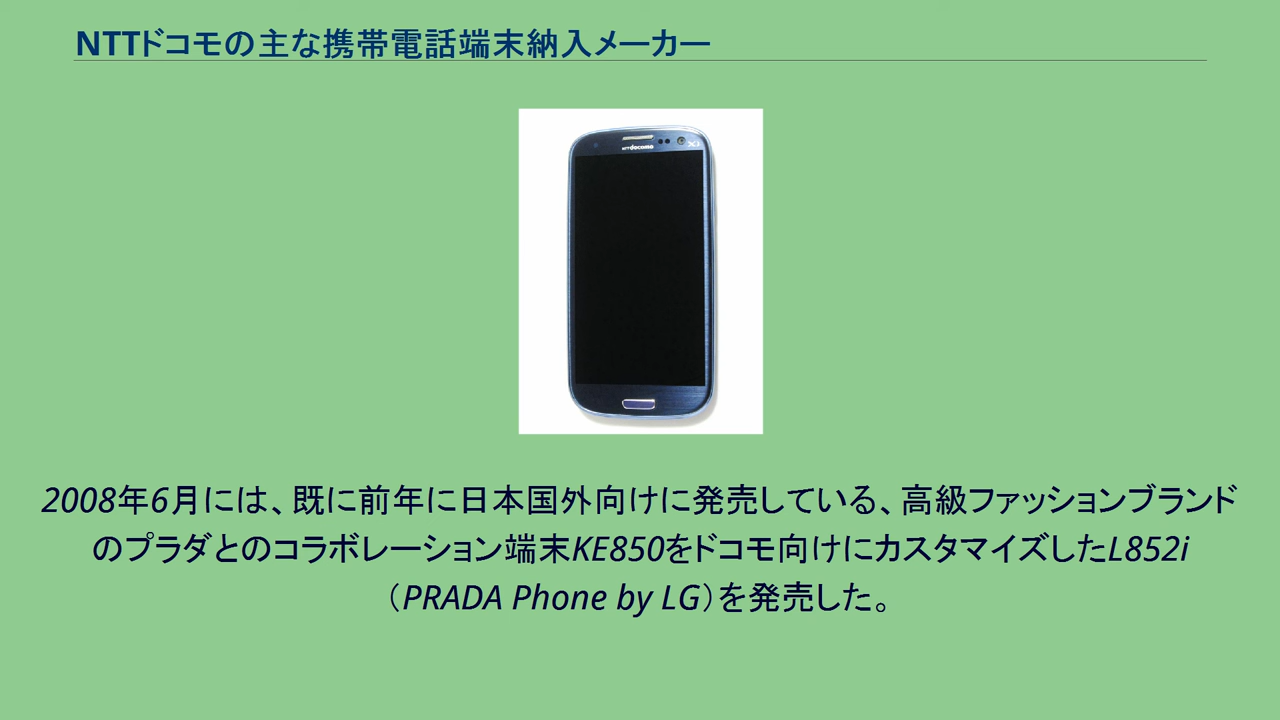 NTTドコモの主な携帯電話端末納入メーカー
NTT docomo
Xi
2008年6月には、既に前年に日本国外向けに発売している、高級ファッションブランド
のプラダとのコラボレーション端末KE850をドコモ向けにカスタマイズしたL852i
（PRADA Phone by LG）を発売した。